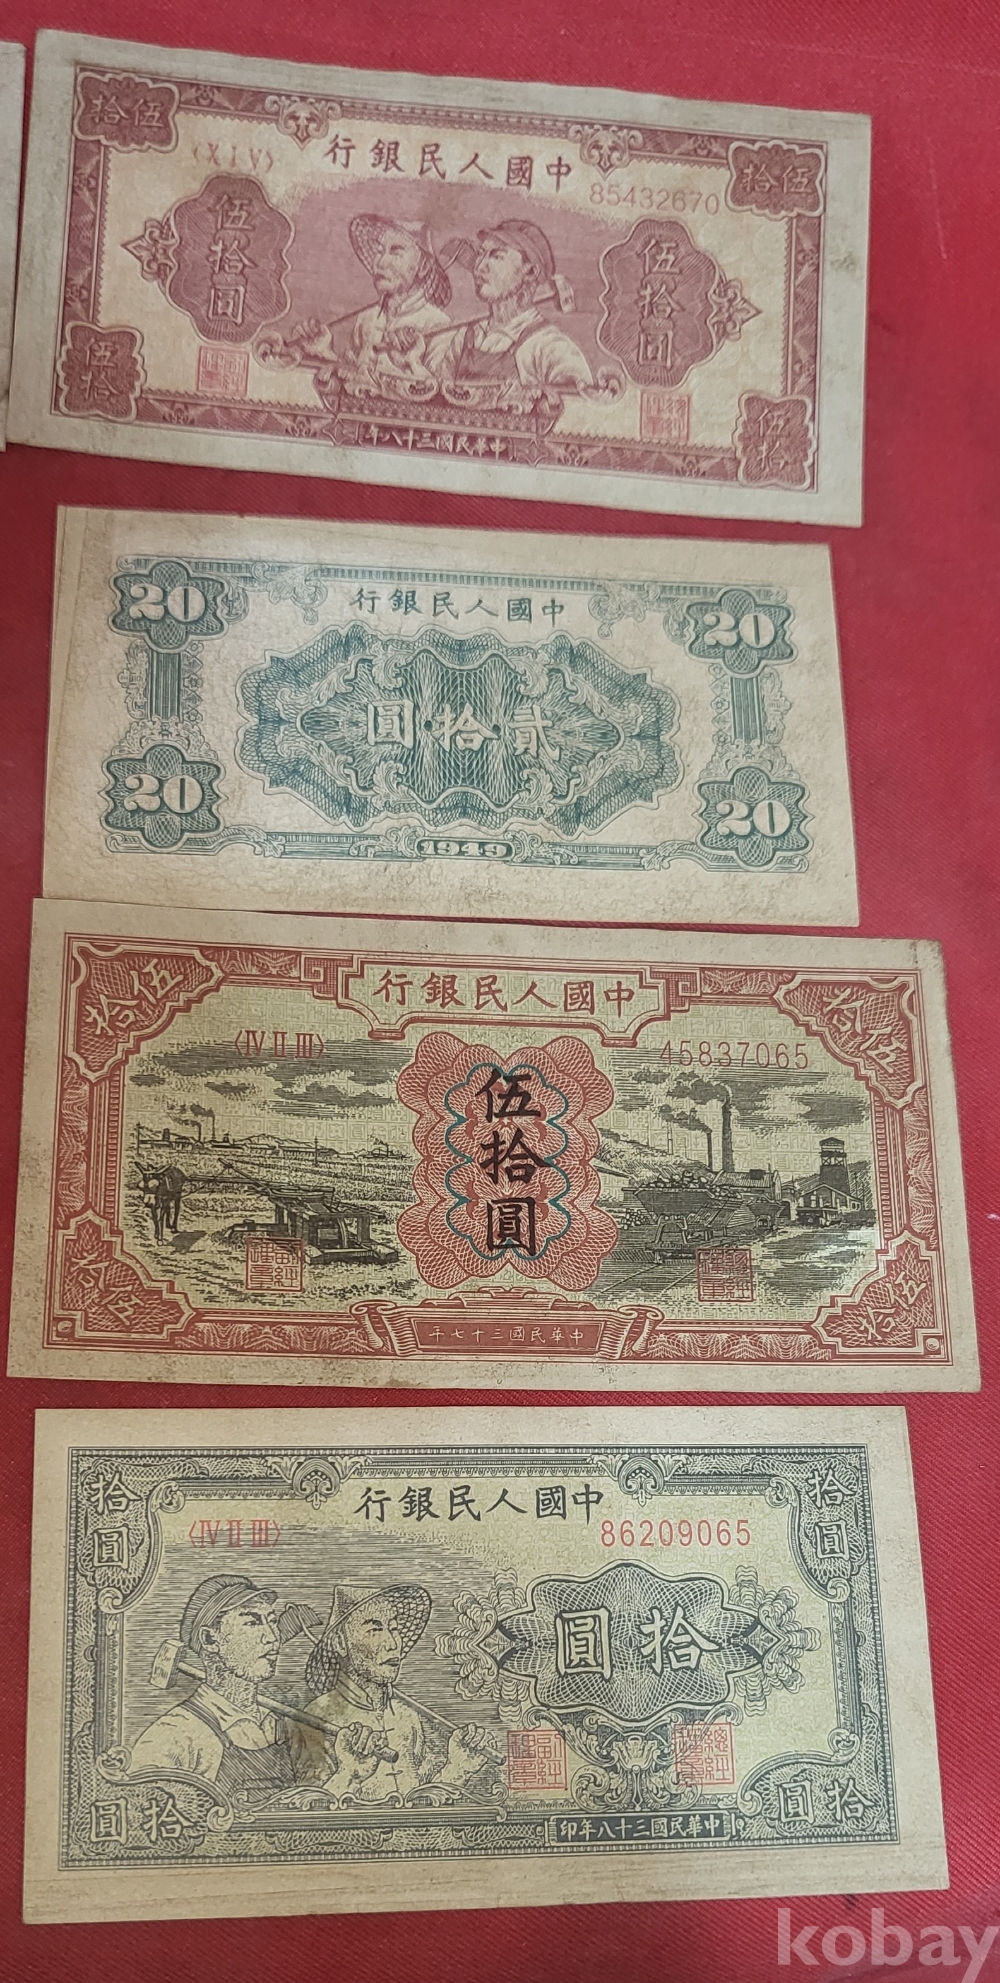 伍拾
中國人民銀行
伍拾
〈XIV〉
85432670
伍拾圓
伍拾圓
伍拾
中華民國三十八年
伍拾
20
中國人民銀行
20
貳拾圓
20
1949
20
伍拾
中國人民銀行
伍拾
〈IV II III〉
45837065
伍拾圓
伍拾
中華民國三十七年
伍拾
拾圓
中國人民銀行
拾圓
〈IV II III〉
86209065
拾圓
拾圓
中華民國三十八年印
拾圓
kobay